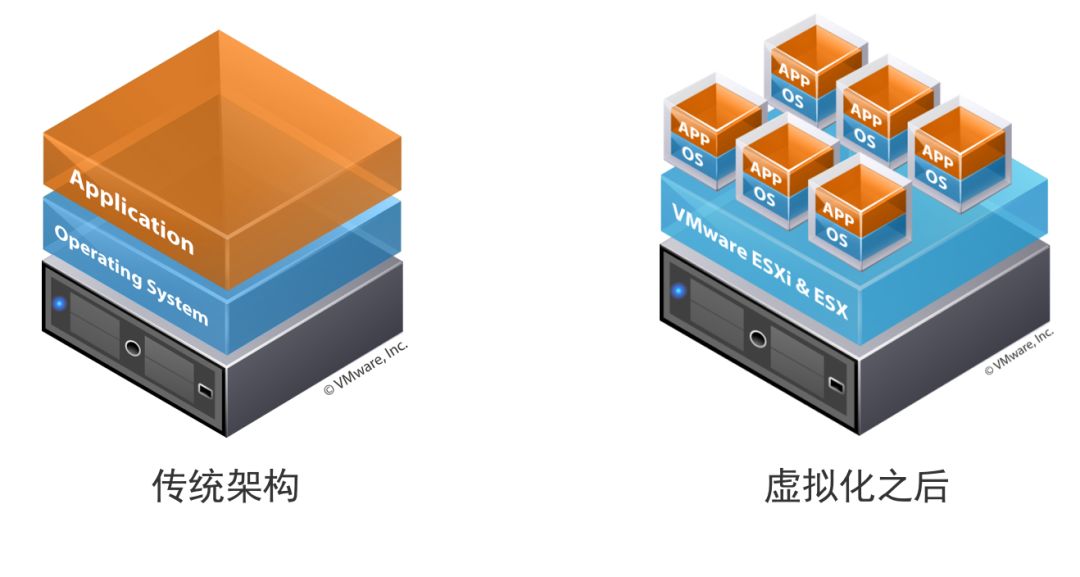 Application
Operating System
© VMware, Inc.
传统架构
APP
OS
APP
OS
APP
OS
APP
OS
APP
OS
APP
OS
VMware ESXi & ESX
© VMware, Inc.
虚拟化之后